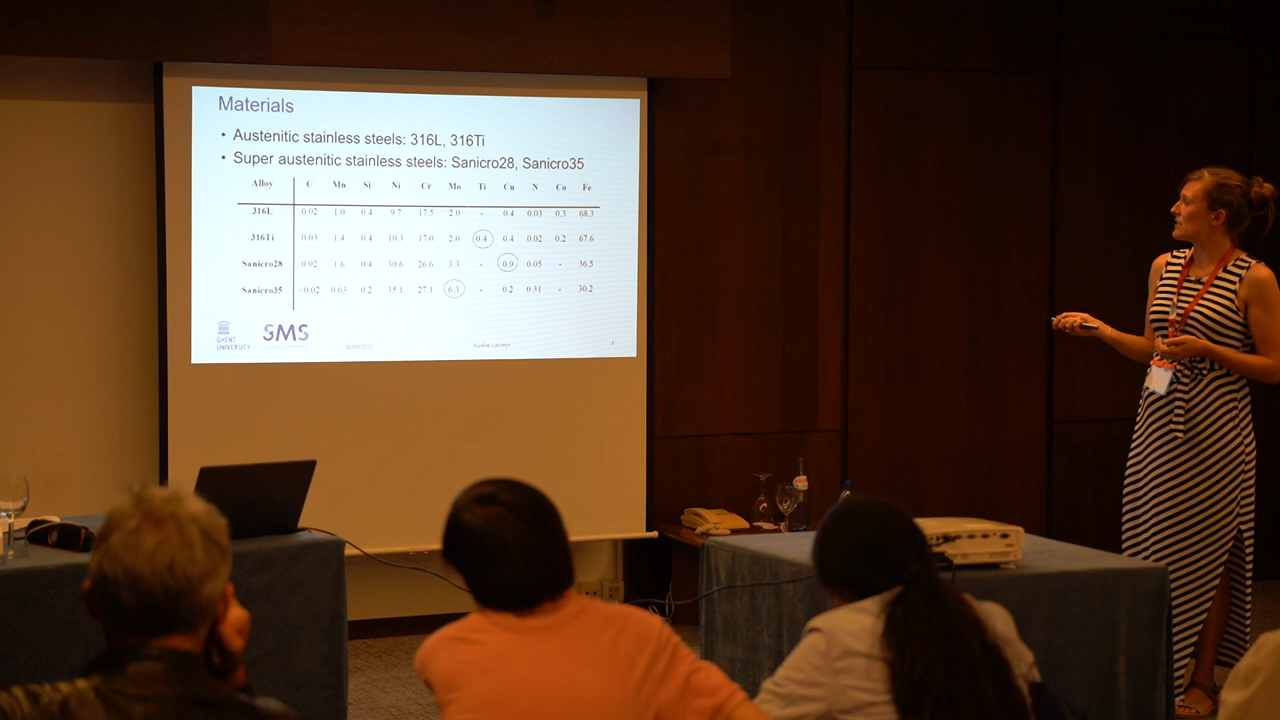 Materials
• Austenitic stainless steels: 316L, 316Ti
• Super austenitic stainless steels: Sanicro28, Sanicro35
Alloy C Mn Si Ni Cr Mo Ti Cu N Co Fe
316L 0.02 1.0 0.4 9.7 17.5 2.0 - 0.4 0.03 0.3 68.3
316Ti 0.03 1.4 0.4 10.3 17.0 2.0 0.4 0.4 0.02 0.2 67.6
Sanicro28 0.02 1.6 0.4 30.6 26.6 3.3 - 0.9 0.05 - 36.5
Sanicro35 <0.02 0.63 0.2 35.1 27.1 6.3 - 0.2 0.31 - 30.2
GHENT
UNIVERSITY
SMS
Aurélie Laureys
7